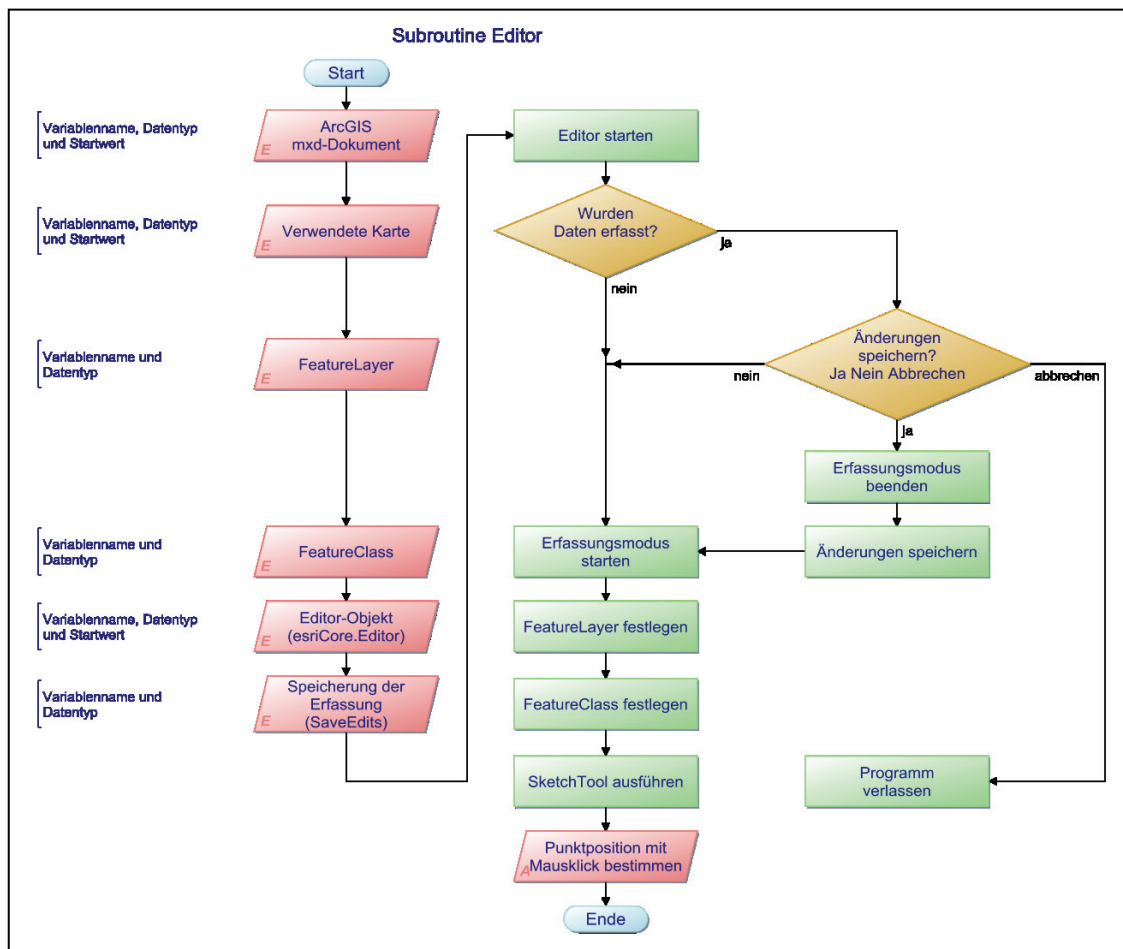 Subroutine Editor
Start
Variablenname, Datentyp
und Startwert
ArcGIS
mxd-Dokument
E
Variablenname, Datentyp
und Startwert
Verwendete Karte
E
Variablenname und
Datentyp
FeatureLayer
E
Variablenname und
Datentyp
FeatureClass
E
Variablenname, Datentyp
und Startwert
Editor-Objekt
(esriCore.Editor)
E
Variablenname und
Datentyp
Speicherung der
Erfassung
(SaveEdits)
E
Editor starten
Wurden
Daten erfasst?
ja
nein
Änderungen
speichern?
Ja Nein Abbrechen
nein
abbrechen
ja
Erfassungsmodus
beenden
Änderungen speichern
Erfassungsmodus
starten
FeatureLayer festlegen
FeatureClass festlegen
SketchTool ausführen
Programm
verlassen
Punktposition mit
Mausklick bestimmen
A
Ende